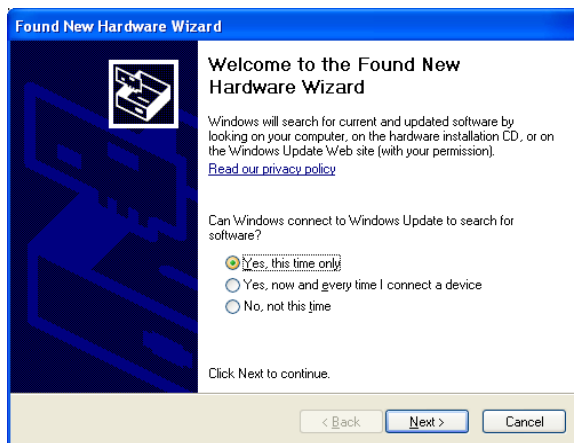 Found New Hardware Wizard
Welcome to the Found New
Hardware Wizard
Windows will search for current and updated software by
looking on your computer, on the hardware installation CD, or on
the Windows Update Web site (with your permission).
Read our privacy policy
Can Windows connect to Windows Update to search for
software?
Yes, this time only
Yes, now and every time I connect a device
No, not this time
Click Next to continue.
< Back
Next >
Cancel